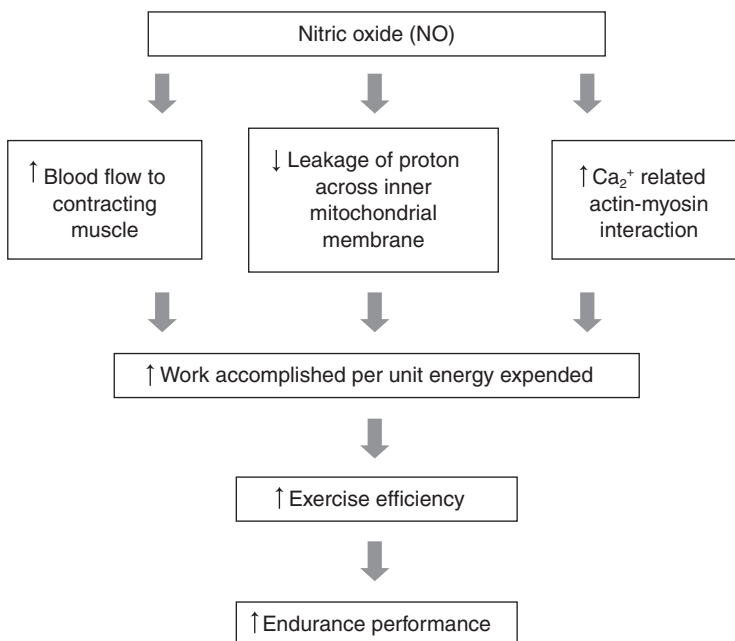 Nitric oxide (NO)
↑ Blood flow to
contracting
muscle
↓ Leakage of proton
across inner
mitochondrial
membrane
↑ Ca₂⁺ related
actin-myosin
interaction
↑ Work accomplished per unit energy expended
↑ Exercise efficiency
↑ Endurance performance